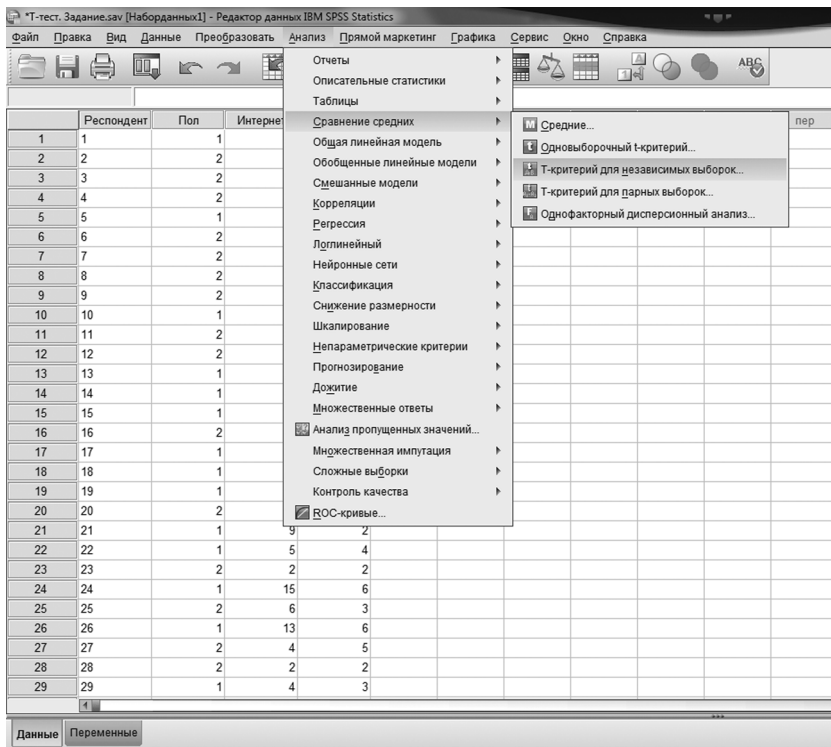 *Т-тест. Задание.sav [Наборданных1] - Редактор данных IBM SPSS Statistics
Файл Правка Вид Данные Преобразовать Анализ Прямой маркетинг Графика Сервис Окно Справка
Отчеты
Описательные статистики
Таблицы
Сравнение средних
Общая линейная модель
Обобщенные линейные модели
Смешанные модели
Корреляции
Регрессия
Логлинейный
Нейронные сети
Классификация
Снижение размерности
Шкалирование
Непараметрические критерии
Прогнозирование
Дожитие
Множественные ответы
Анализ пропущенных значений...
Множественная импутация
Сложные выборки
Контроль качества
ROC-кривые...
Средние...
Одновыборочный t-критерий...
Т-критерий для независимых выборок...
Т-критерий для парных выборок...
Однофакторный дисперсионный анализ...
Респондент Пол Интернет пер
1 1 1
2 2 2
3 3 2
4 4 2
5 5 1
6 6 2
7 7 2
8 8 2
9 9 2
10 10 1
11 11 2
12 12 2
13 13 1
14 14 1
15 15 1
16 16 2
17 17 1
18 18 1
19 19 1
20 20 2
21 21 1 9 2
22 22 1 5 4
23 23 2 2 2
24 24 1 15 6
25 25 2 6 3
26 26 1 13 6
27 27 2 4 5
28 28 2 2 2
29 29 1 4 3
Данные Переменные